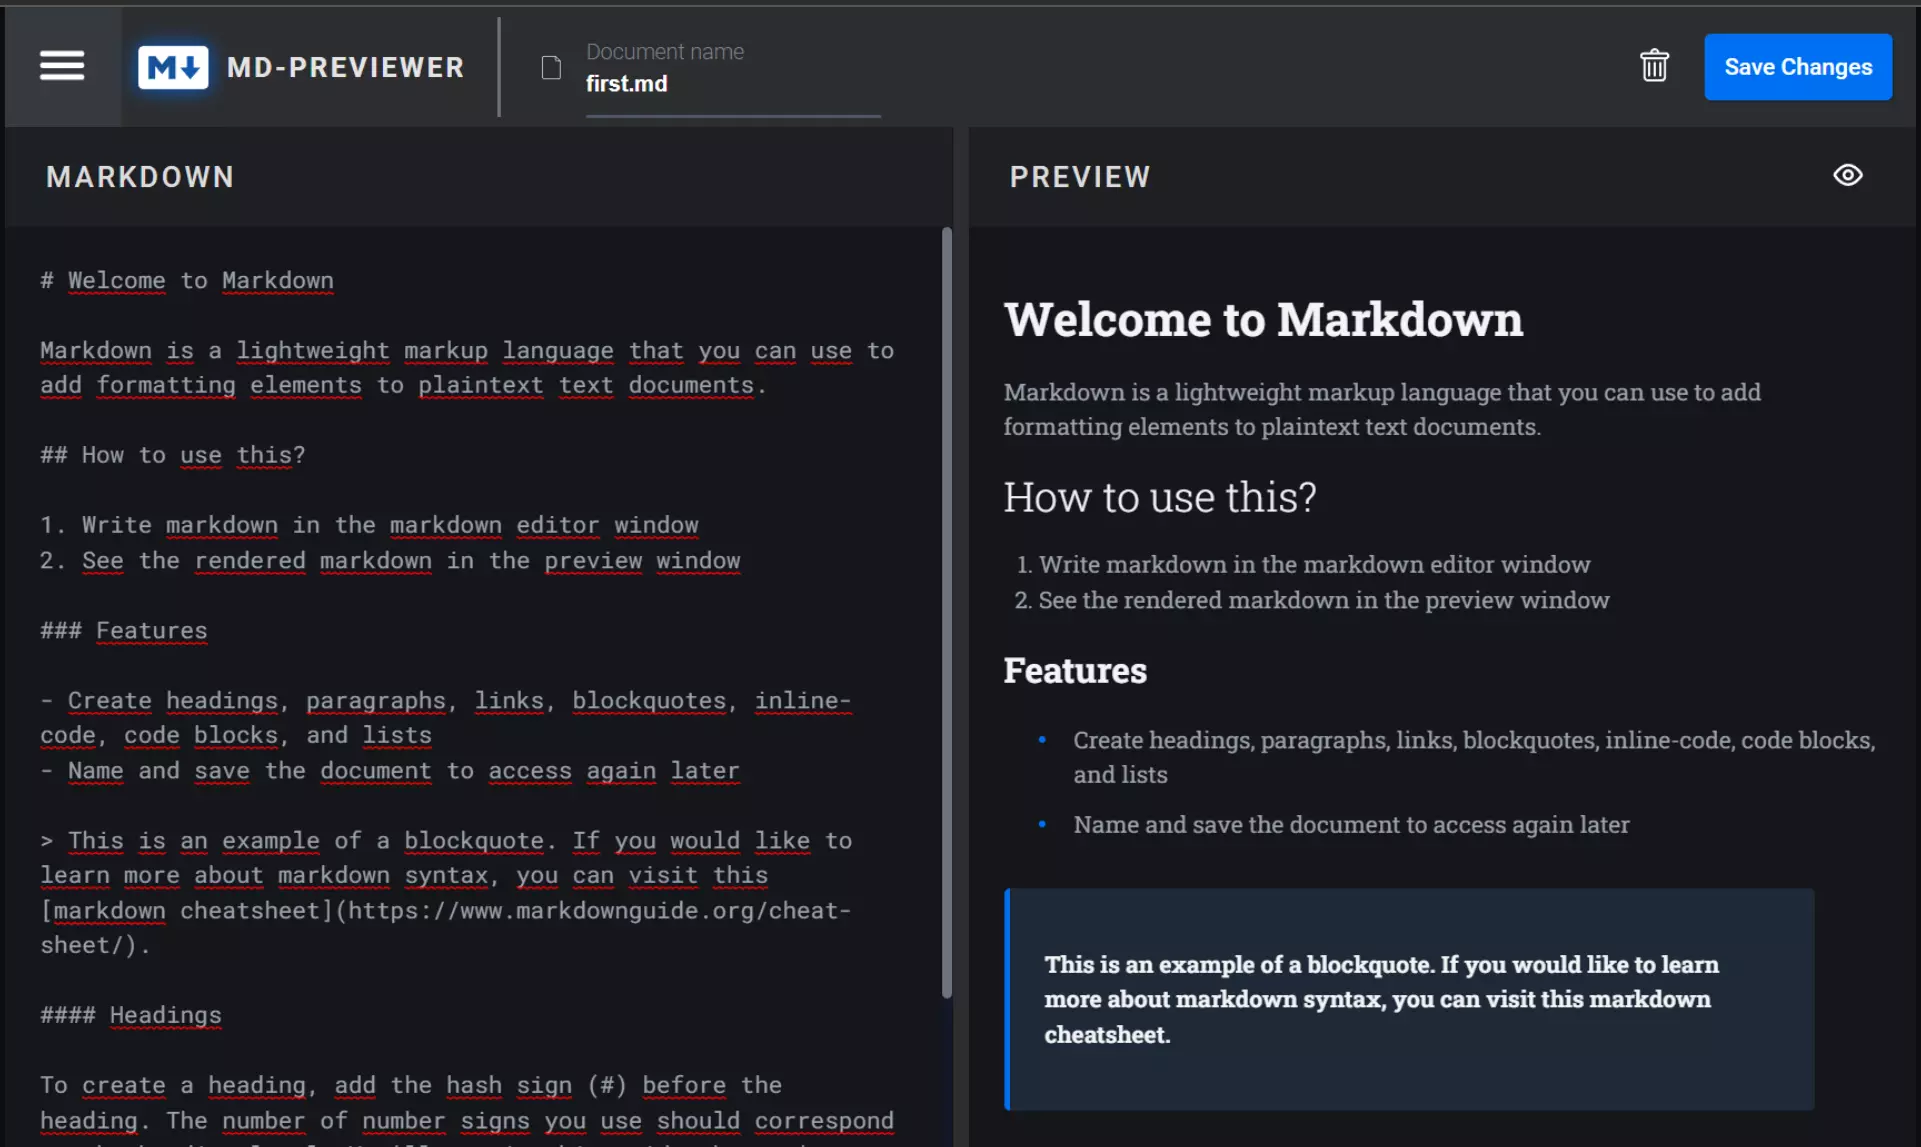 M↓ MD-PREVIEWER
Document name
first.md
Save Changes
MARKDOWN
# Welcome to Markdown
Markdown is a lightweight markup language that you can use to
add formatting elements to plaintext text documents.
## How to use this?
1. Write markdown in the markdown editor window
2. See the rendered markdown in the preview window
### Features
- Create headings, paragraphs, links, blockquotes, inline-
code, code blocks, and lists
- Name and save the document to access again later
> This is an example of a blockquote. If you would like to
learn more about markdown syntax, you can visit this
[markdown cheatsheet](https://www.markdownguide.org/cheat-
sheet/).
#### Headings
To create a heading, add the hash sign (#) before the
heading. The number of number signs you use should correspond
PREVIEW
Welcome to Markdown
Markdown is a lightweight markup language that you can use to add
formatting elements to plaintext text documents.
How to use this?
1. Write markdown in the markdown editor window
2. See the rendered markdown in the preview window
Features
• Create headings, paragraphs, links, blockquotes, inline-code, code blocks,
and lists
• Name and save the document to access again later
This is an example of a blockquote. If you would like to learn
more about markdown syntax, you can visit this markdown
cheatsheet.